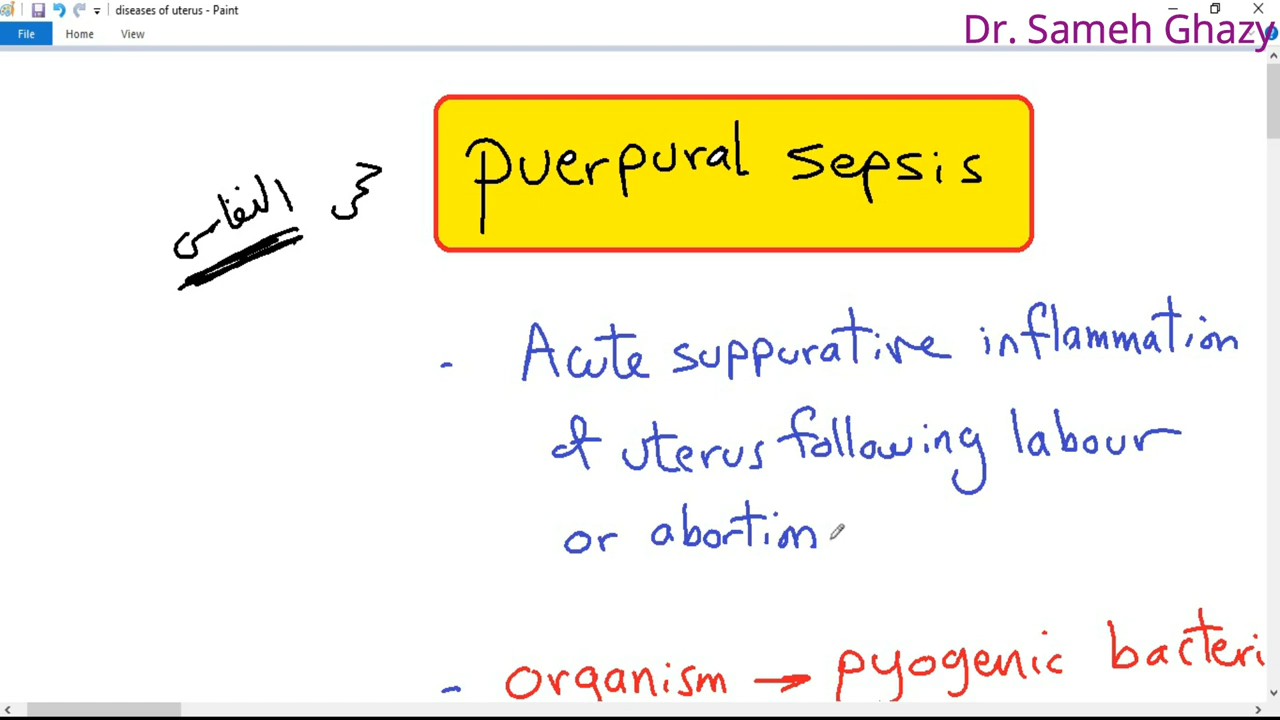 diseases of uterus - Paint
Dr. Sameh Ghazy
File Home View
puerpural sepsis
حمى النفاس
- Acute suppurative inflammation
of uterus following labour
or abortion
- organism → pyogenic bacteri